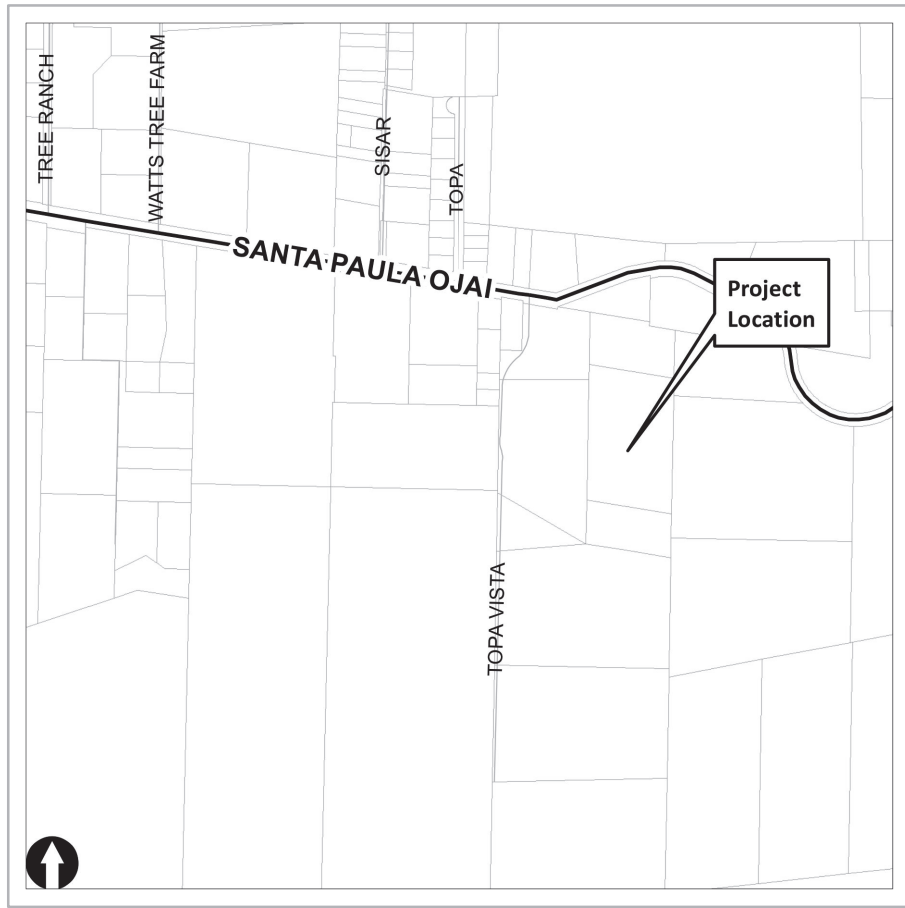 TREE RANCH
WATTS TREE FARM
SISAR
TOPA
SANTA PAULA OJAI
Project
Location
TOPA VISTA